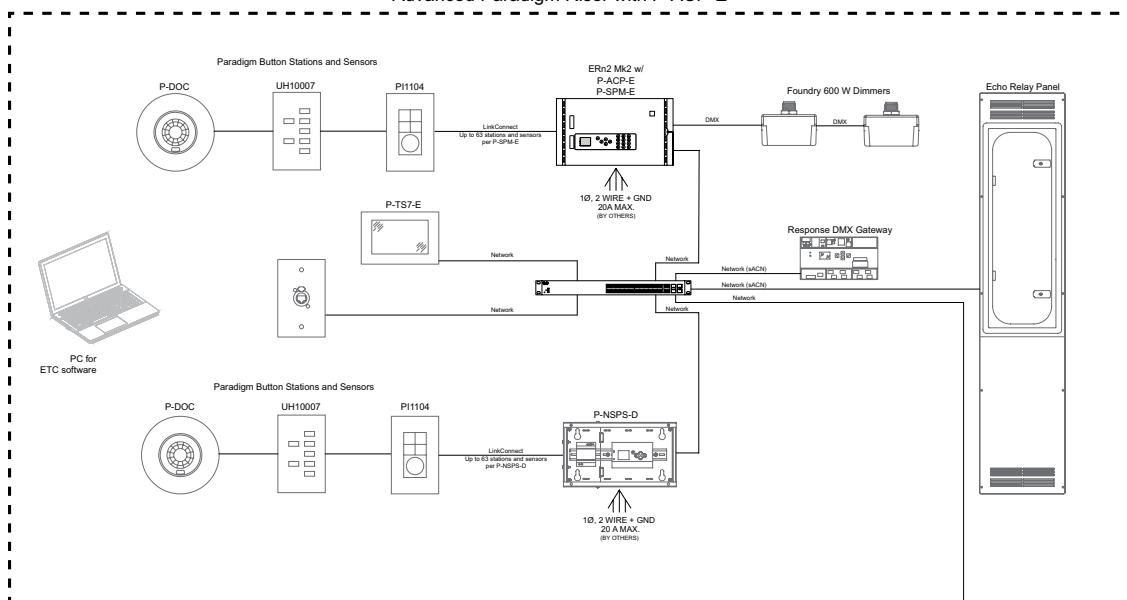 Advanced Paradigm Riser with P-ACP-E
Paradigm Button Stations and Sensors
P-DOC
UH10007
PI1104
LinkConnect
Up to 63 stations and sensors
per P-SPM-E
ERn2 Mk2 w/
P-ACP-E
P-SPM-E
1Ø, 2 WIRE + GND
20A MAX.
(BY OTHERS)
DMX
Foundry 600 W Dimmers
DMX
Echo Relay Panel
P-TS7-E
Network
Network
Network
Network
Response DMX Gateway
Network (sACN)
Network (sACN)
Network
PC for
ETC software
Paradigm Button Stations and Sensors
P-DOC
UH10007
PI1104
LinkConnect
Up to 63 stations and sensors
per P-NSPS-D
P-NSPS-D
1Ø, 2 WIRE + GND
20 A MAX.
(BY OTHERS)